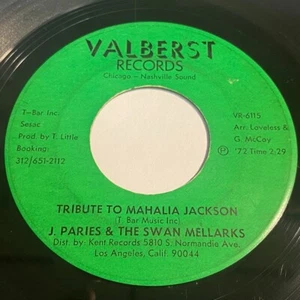 VALBERST
RECORDS
Chicago - Nashville Sound
T-Bar Inc.
Sesac
Prod. by T. Little
Booking:
312/651-2112
VR-6115
Arr. Loveless &
G. McCoy
℗ '72 Time 2:29
TRIBUTE TO MAHALIA JACKSON
(T. Bar Music Inc)
J. PARIES & THE SWAN MELLARKS
Dist. by Kent Records 5810 S. Normandie Ave.
Los Angeles, Calif. 90044